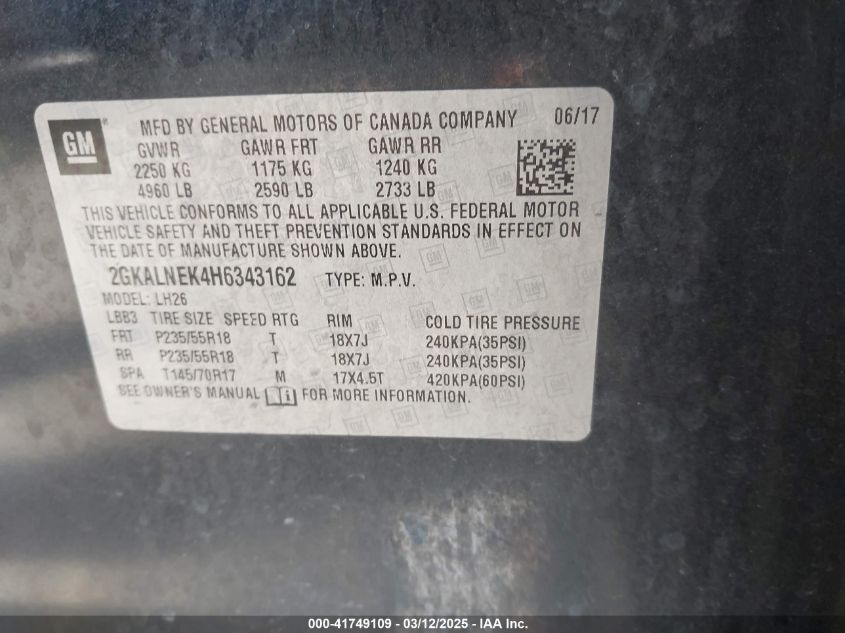 GM
MFD BY GENERAL MOTORS OF CANADA COMPANY 06/17
GVWR GAWR FRT GAWR RR
2250 KG 1175 KG 1240 KG
4960 LB 2590 LB 2733 LB
THIS VEHICLE CONFORMS TO ALL APPLICABLE U.S. FEDERAL MOTOR
VEHICLE SAFETY AND THEFT PREVENTION STANDARDS IN EFFECT ON
THE DATE OF MANUFACTURE SHOWN ABOVE.
2GKALNEK4H6343162 TYPE: M.P.V.
MODEL: LH26
LBB3 TIRE SIZE SPEED RTG RIM COLD TIRE PRESSURE
FRT P235/55R18 T 18X7J 240KPA(35PSI)
RR P235/55R18 T 18X7J 240KPA(35PSI)
SPA T145/70R17 M 17X4.5T 420KPA(60PSI)
SEE OWNER'S MANUAL FOR MORE INFORMATION.
000-41749109 - 03/12/2025 - IAA, Inc.